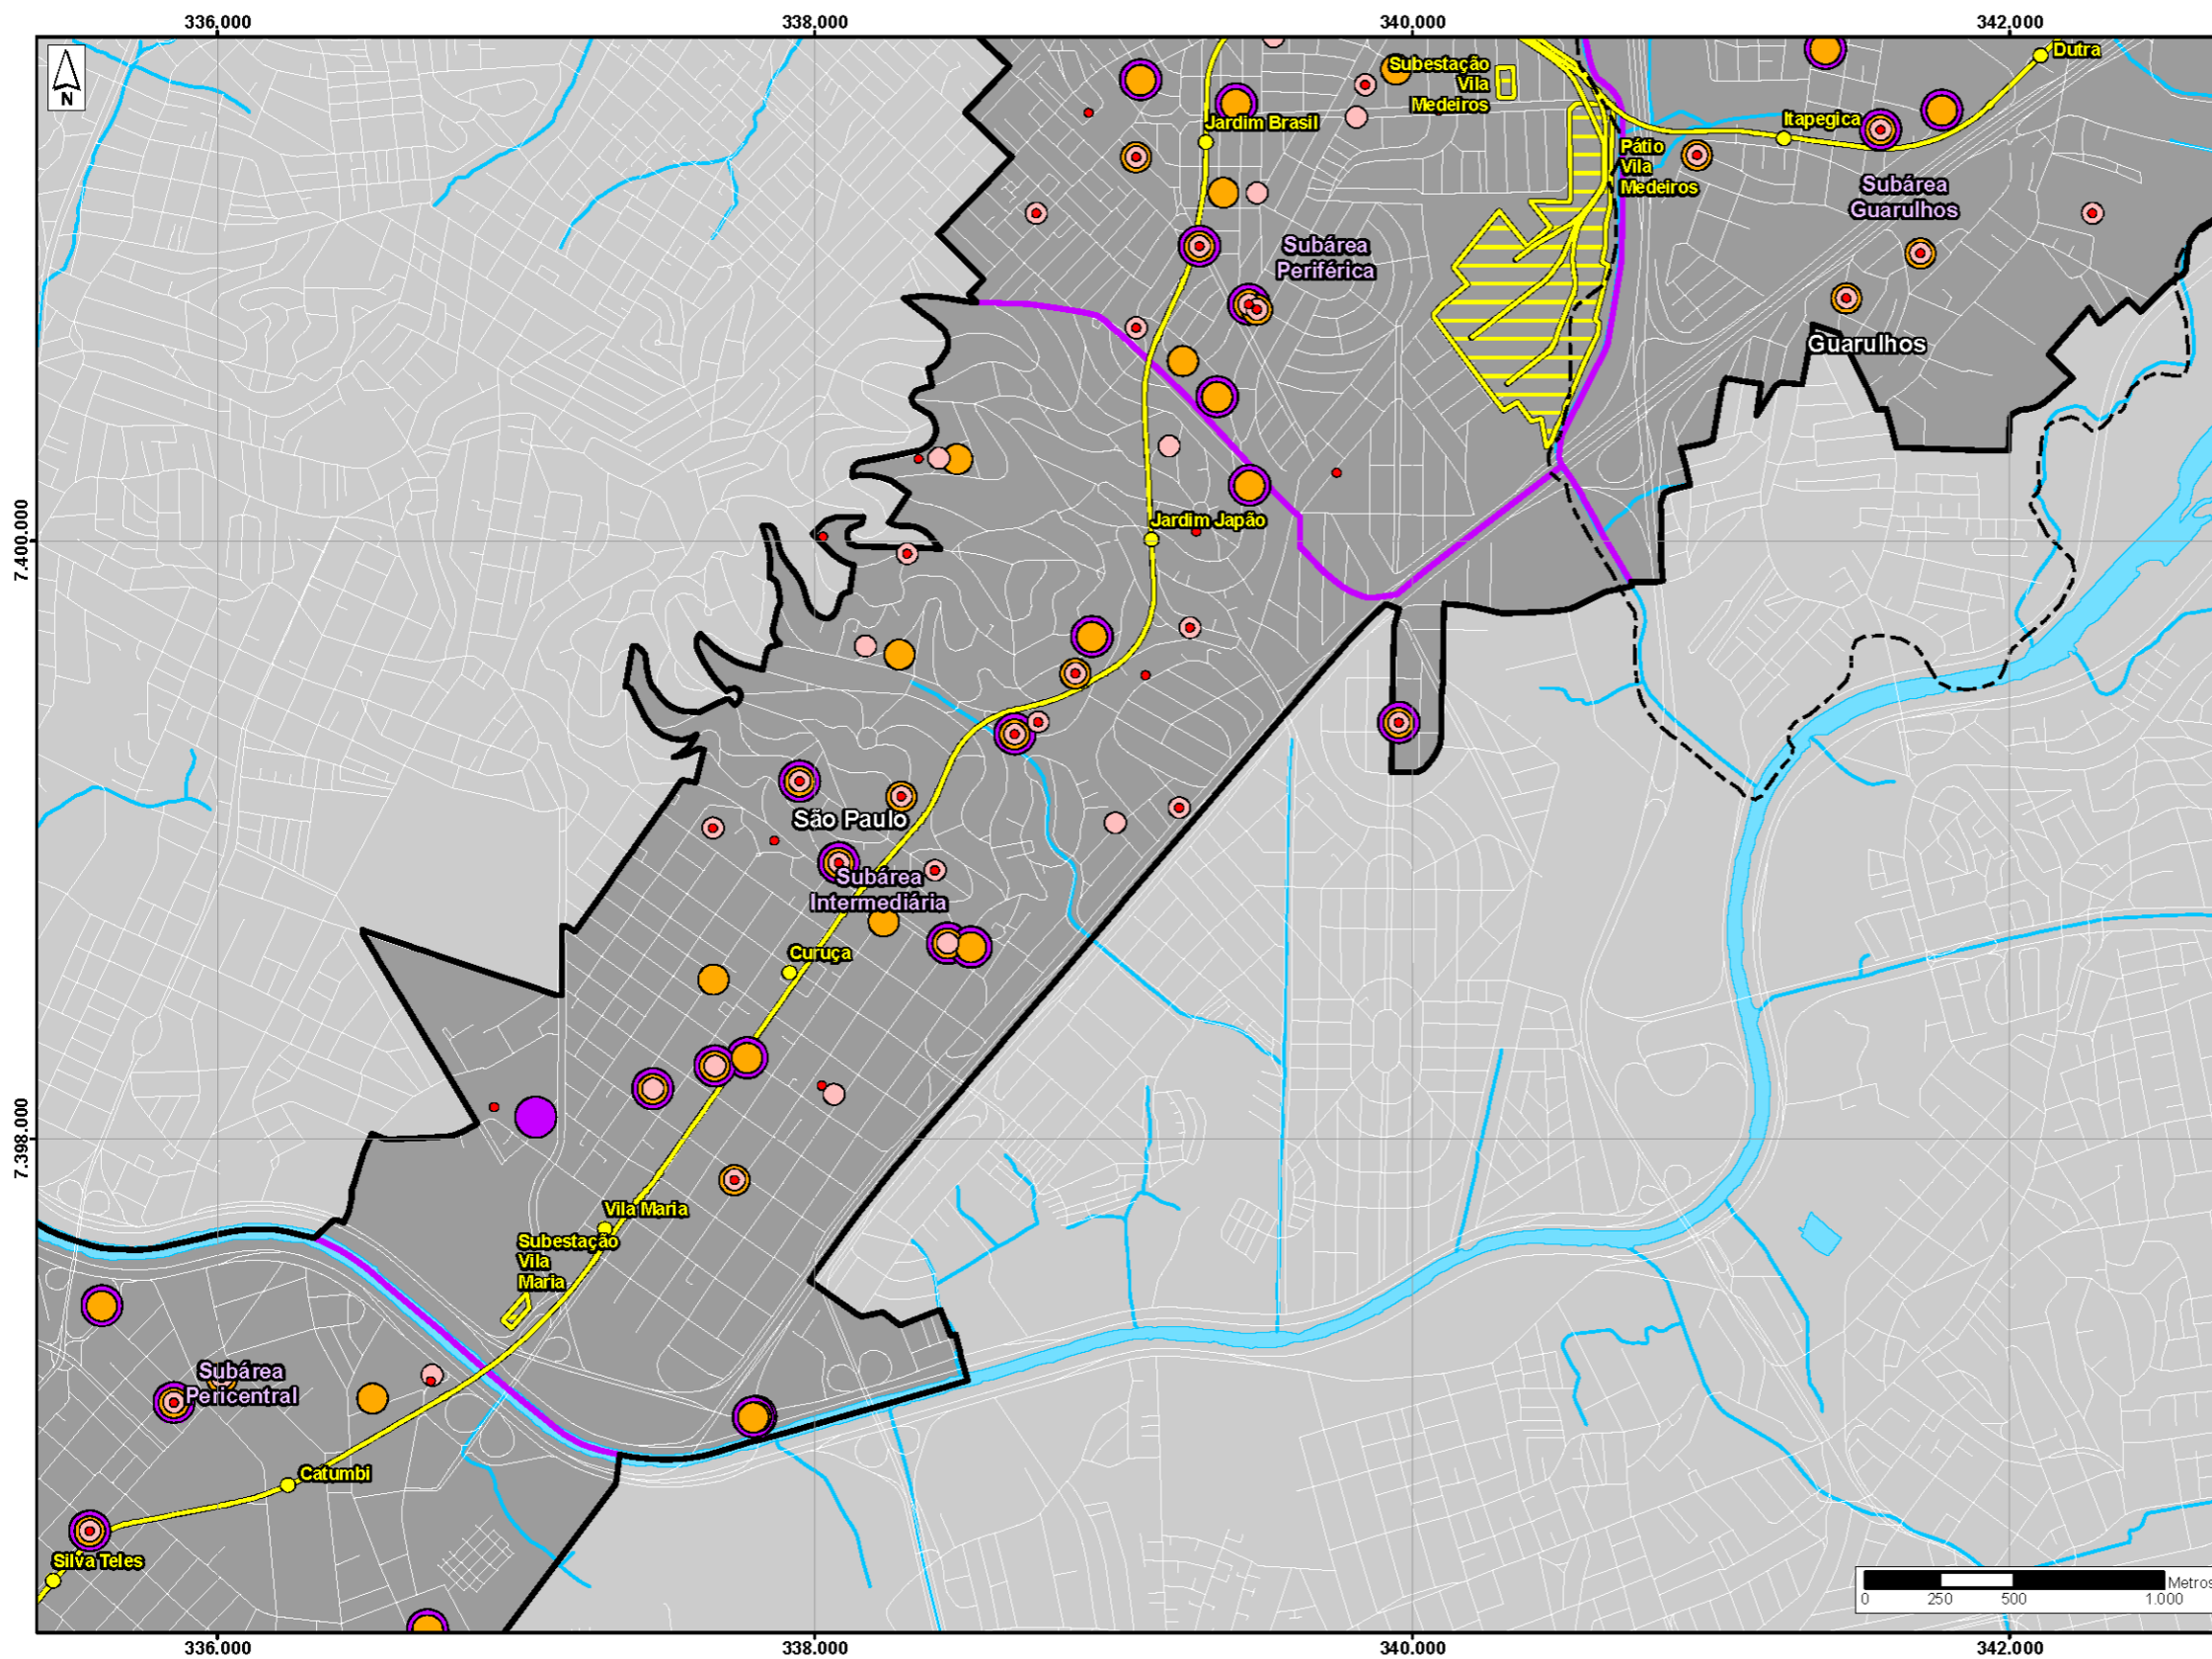 336.000
338.000
340.000
342.000
N
Subestação
Vila
Medeiros
Dutra
Jardim Brasil
Itapegica
Pátio
Vila
Medeiros
Subárea
Guarulhos
Subárea
Periférica
Guarulhos
7.400.000
Jardim Japão
São Paulo
Subárea
Intermediária
Curuça
7.398.000
Vila Maria
Subestação
Vila
Maria
Subárea
Pericentral
Catumbi
Silva Teles
Metros
0
250
500
1.000
336.000
338.000
340.000
342.000